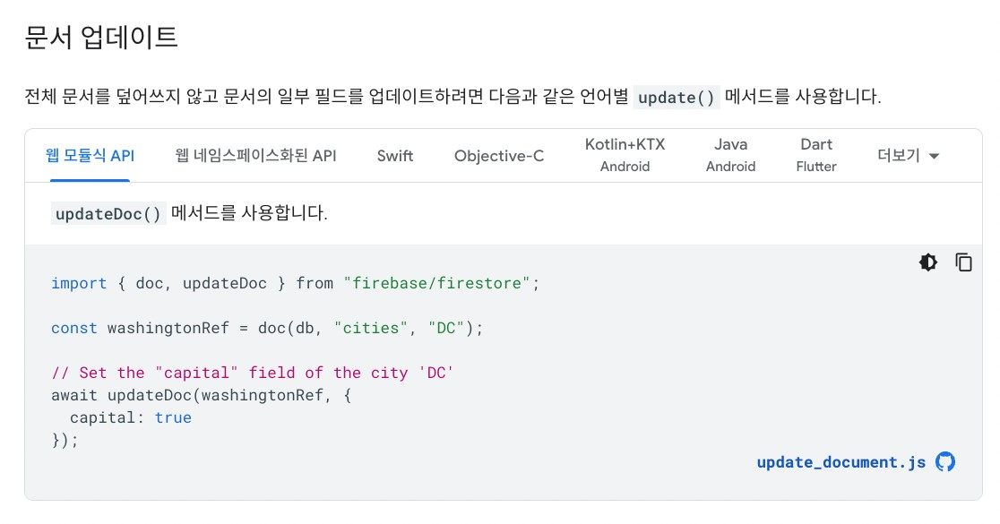 문서 업데이트
전체 문서를 덮어쓰지 않고 문서의 일부 필드를 업데이트하려면 다음과 같은 언어별 update() 메서드를 사용합니다.
웹 모듈식 API
웹 네임스페이스화된 API
Swift
Objective-C
Kotlin+KTX
Android
Java
Android
Dart
Flutter
더보기
updateDoc() 메서드를 사용합니다.
import { doc, updateDoc } from "firebase/firestore";
const washingtonRef = doc(db, "cities", "DC");
// Set the "capital" field of the city 'DC'
await updateDoc(washingtonRef, {
  capital: true
});
update_document.js